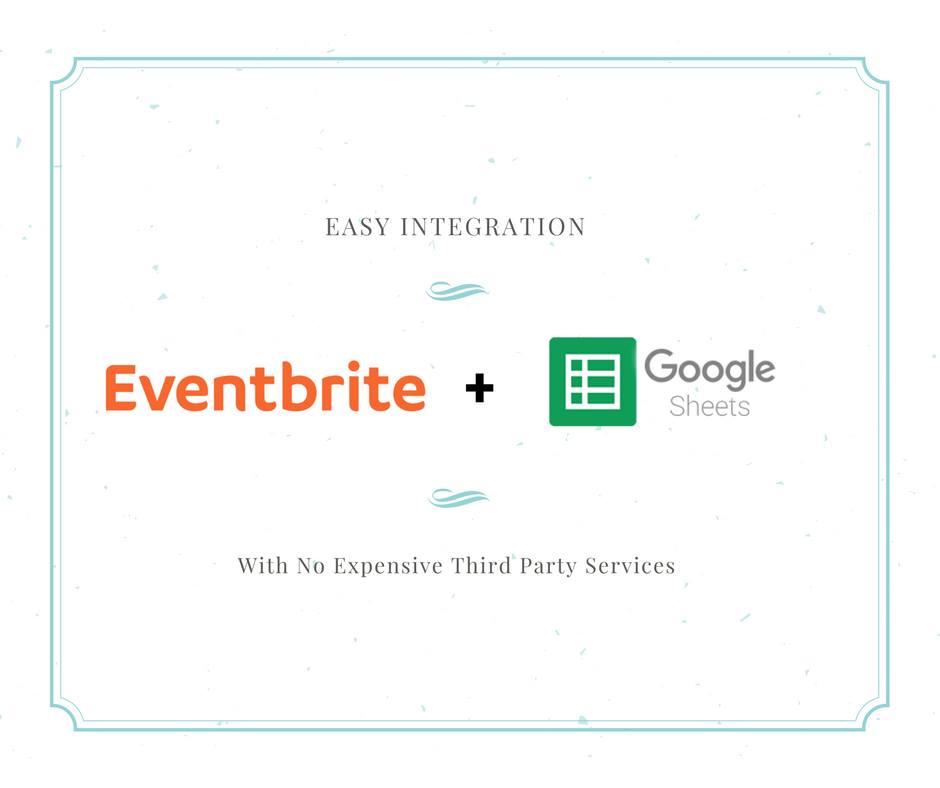 EASY INTEGRATION
Eventbrite + Google
Sheets
With No Expensive Third Party Services